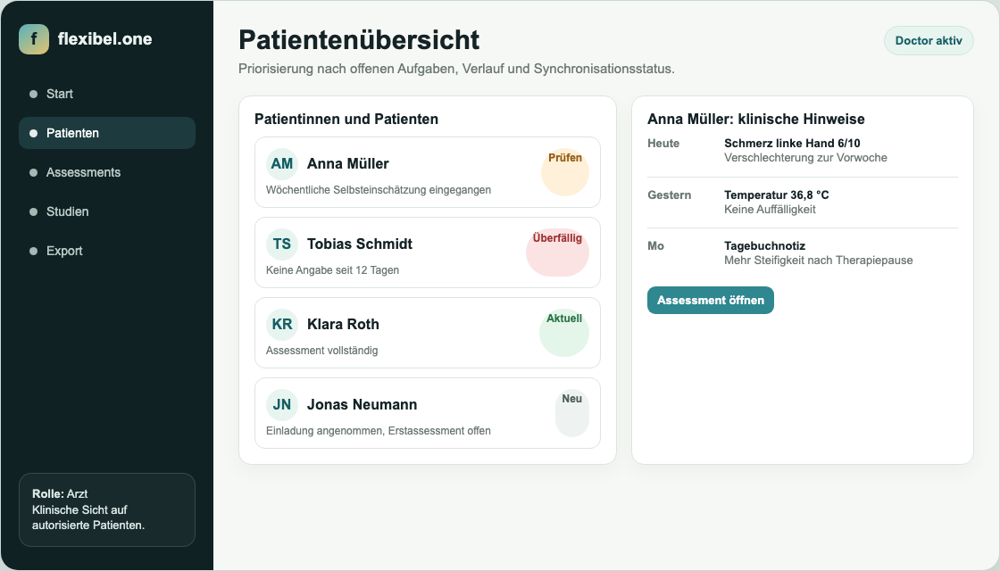 f flexibel.one
Start
Patienten
Assessments
Studien
Export
Rolle: Arzt
Klinische Sicht auf
autorisierte Patienten.
Patientenübersicht
Doctor aktiv
Priorisierung nach offenen Aufgaben, Verlauf und Synchronisationsstatus.
Patientinnen und Patienten
AM Anna Müller Prüfen
Wöchentliche Selbsteinschätzung eingegangen
TS Tobias Schmidt Überfällig
Keine Angabe seit 12 Tagen
KR Klara Roth Aktuell
Assessment vollständig
JN Jonas Neumann Neu
Einladung angenommen, Erstassessment offen
Anna Müller: klinische Hinweise
Heute Schmerz linke Hand 6/10
Verschlechterung zur Vorwoche
Gestern Temperatur 36,8 °C
Keine Auffälligkeit
Mo Tagebuchnotiz
Mehr Steifigkeit nach Therapiepause
Assessment öffnen